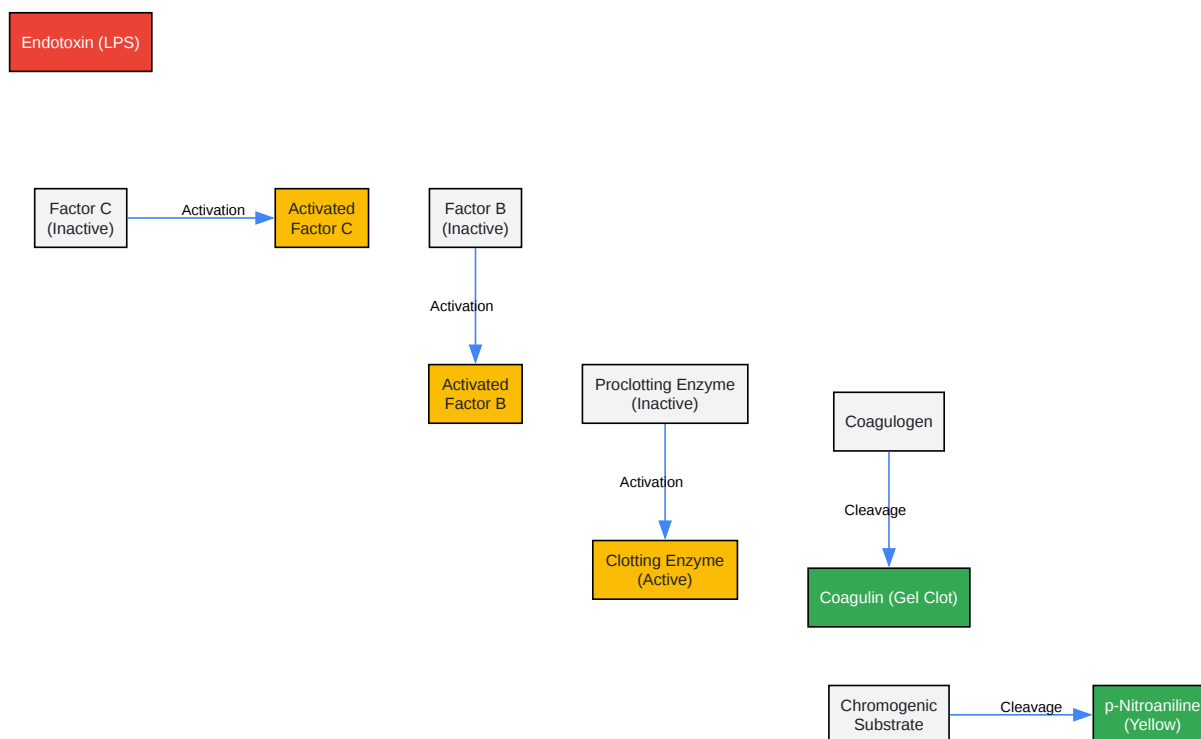 Endotoxin (LPS)
Factor C
(Inactive)
Activation
Activated
Factor C
Factor B
(Inactive)
Activation
Activated
Factor B
Proclotting Enzyme
(Inactive)
Activation
Clotting Enzyme
(Active)
Coagulogen
Cleavage
Coagulin (Gel Clot)
Chromogenic
Substrate
Cleavage
p-Nitroaniline
(Yellow)